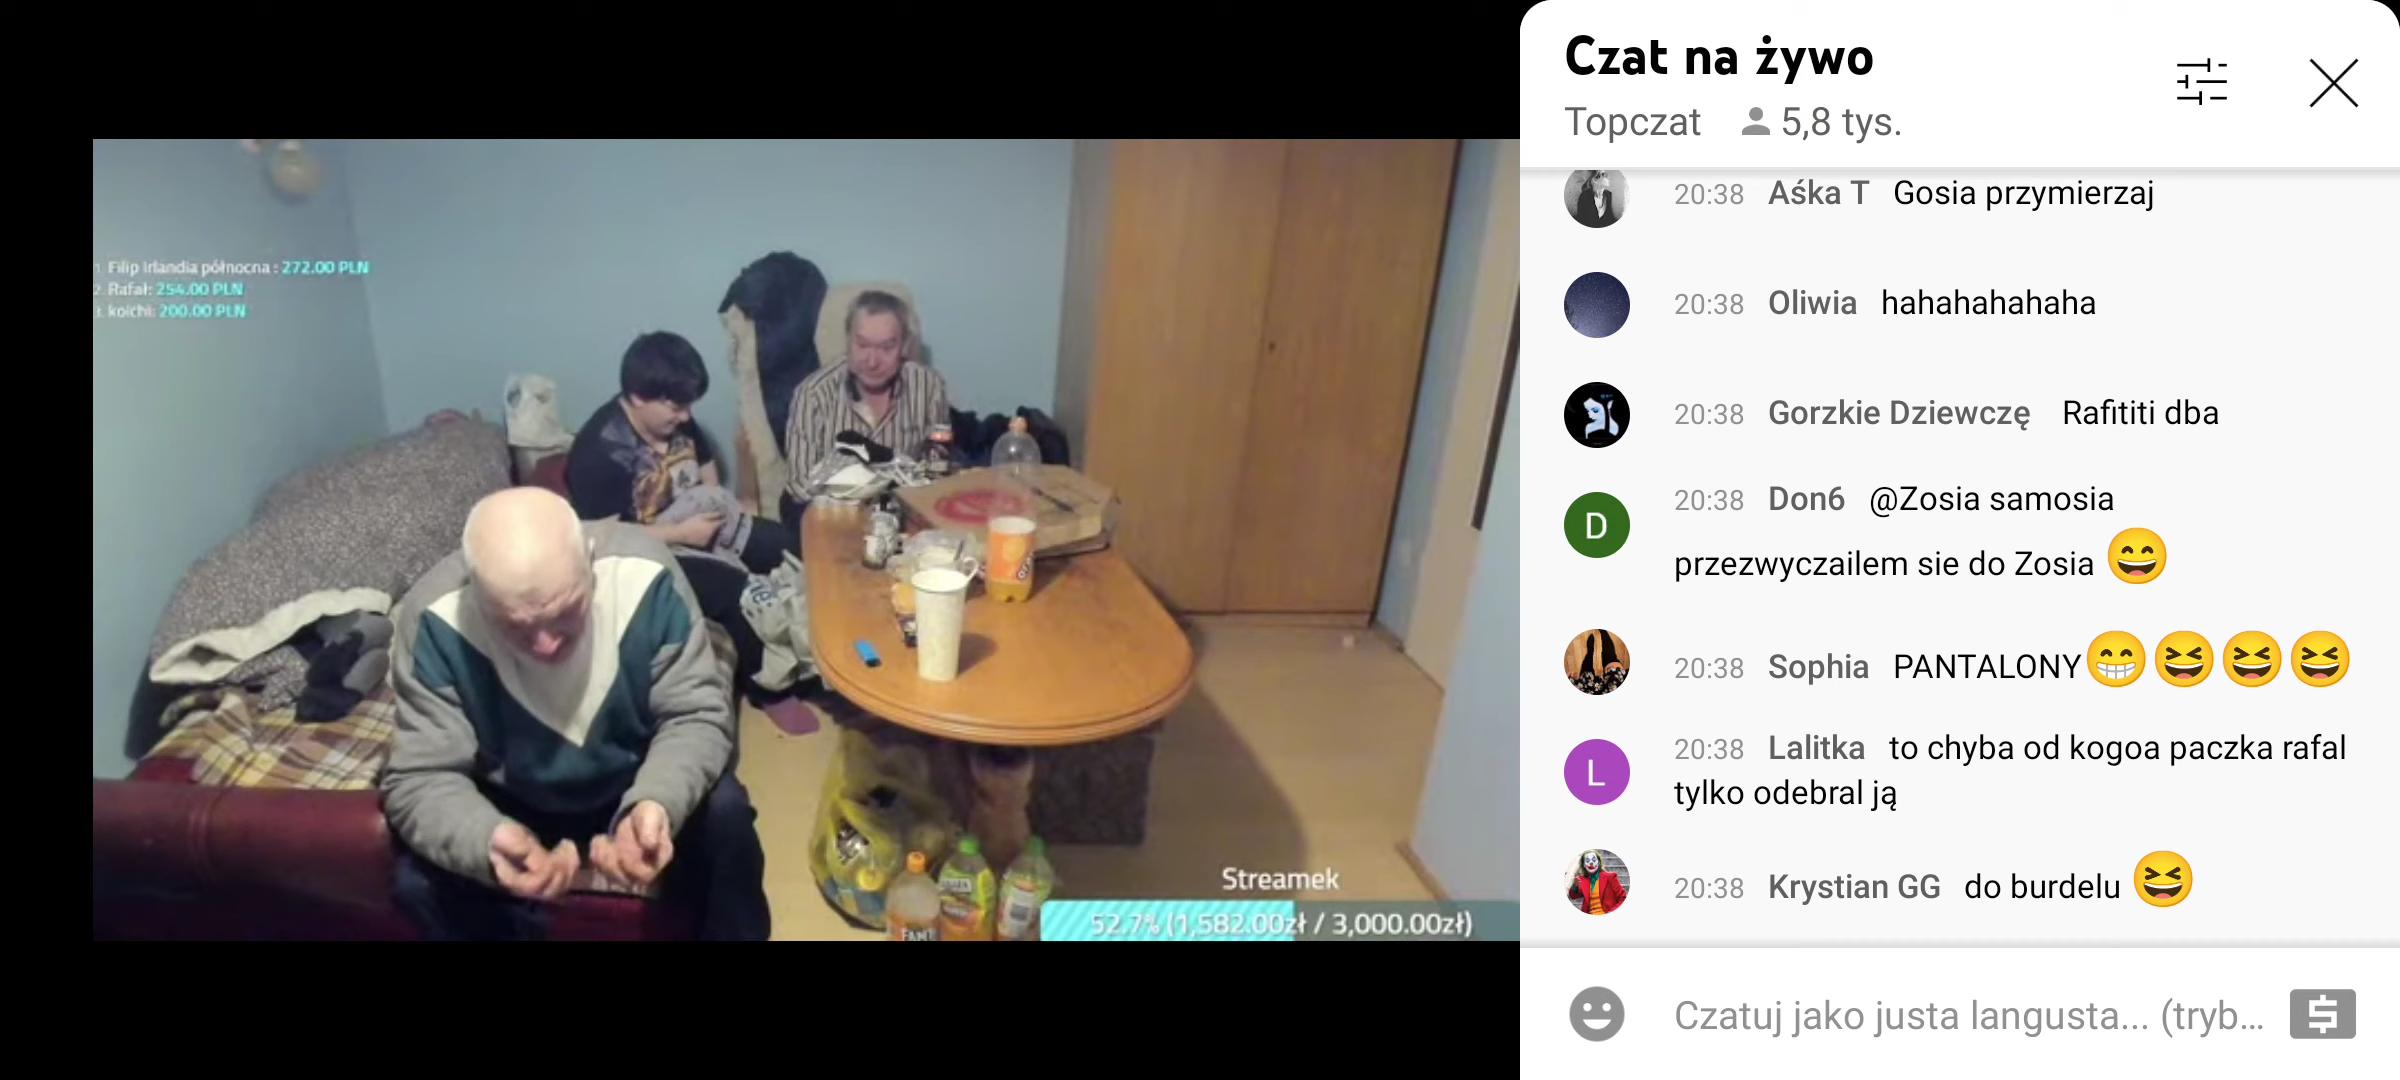 Filip Irlandia północna : 272.00 PLN
2. Rafał: 254.00 PLN
koichi: 200.00 PLN
Streamek
52.7% (1,582.00zł / 3,000.00zł)
FANT
Czat na żywo
Topczat 5,8 tys.
20:38 Aśka T Gosia przymierzaj
20:38 Oliwia hahahahahaha
20:38 Gorzkie Dziewczę Rafititi dba
D
20:38 Don6 @Zosia samosia
przezwyczailem sie do Zosia 😄
20:38 Sophia PANTALONY😁😆😆😆
L
20:38 Lalitka to chyba od kogoa paczka rafal
tylko odebral ją
20:38 Krystian GG do burdelu 😆
Czatuj jako justa langusta... (tryb...